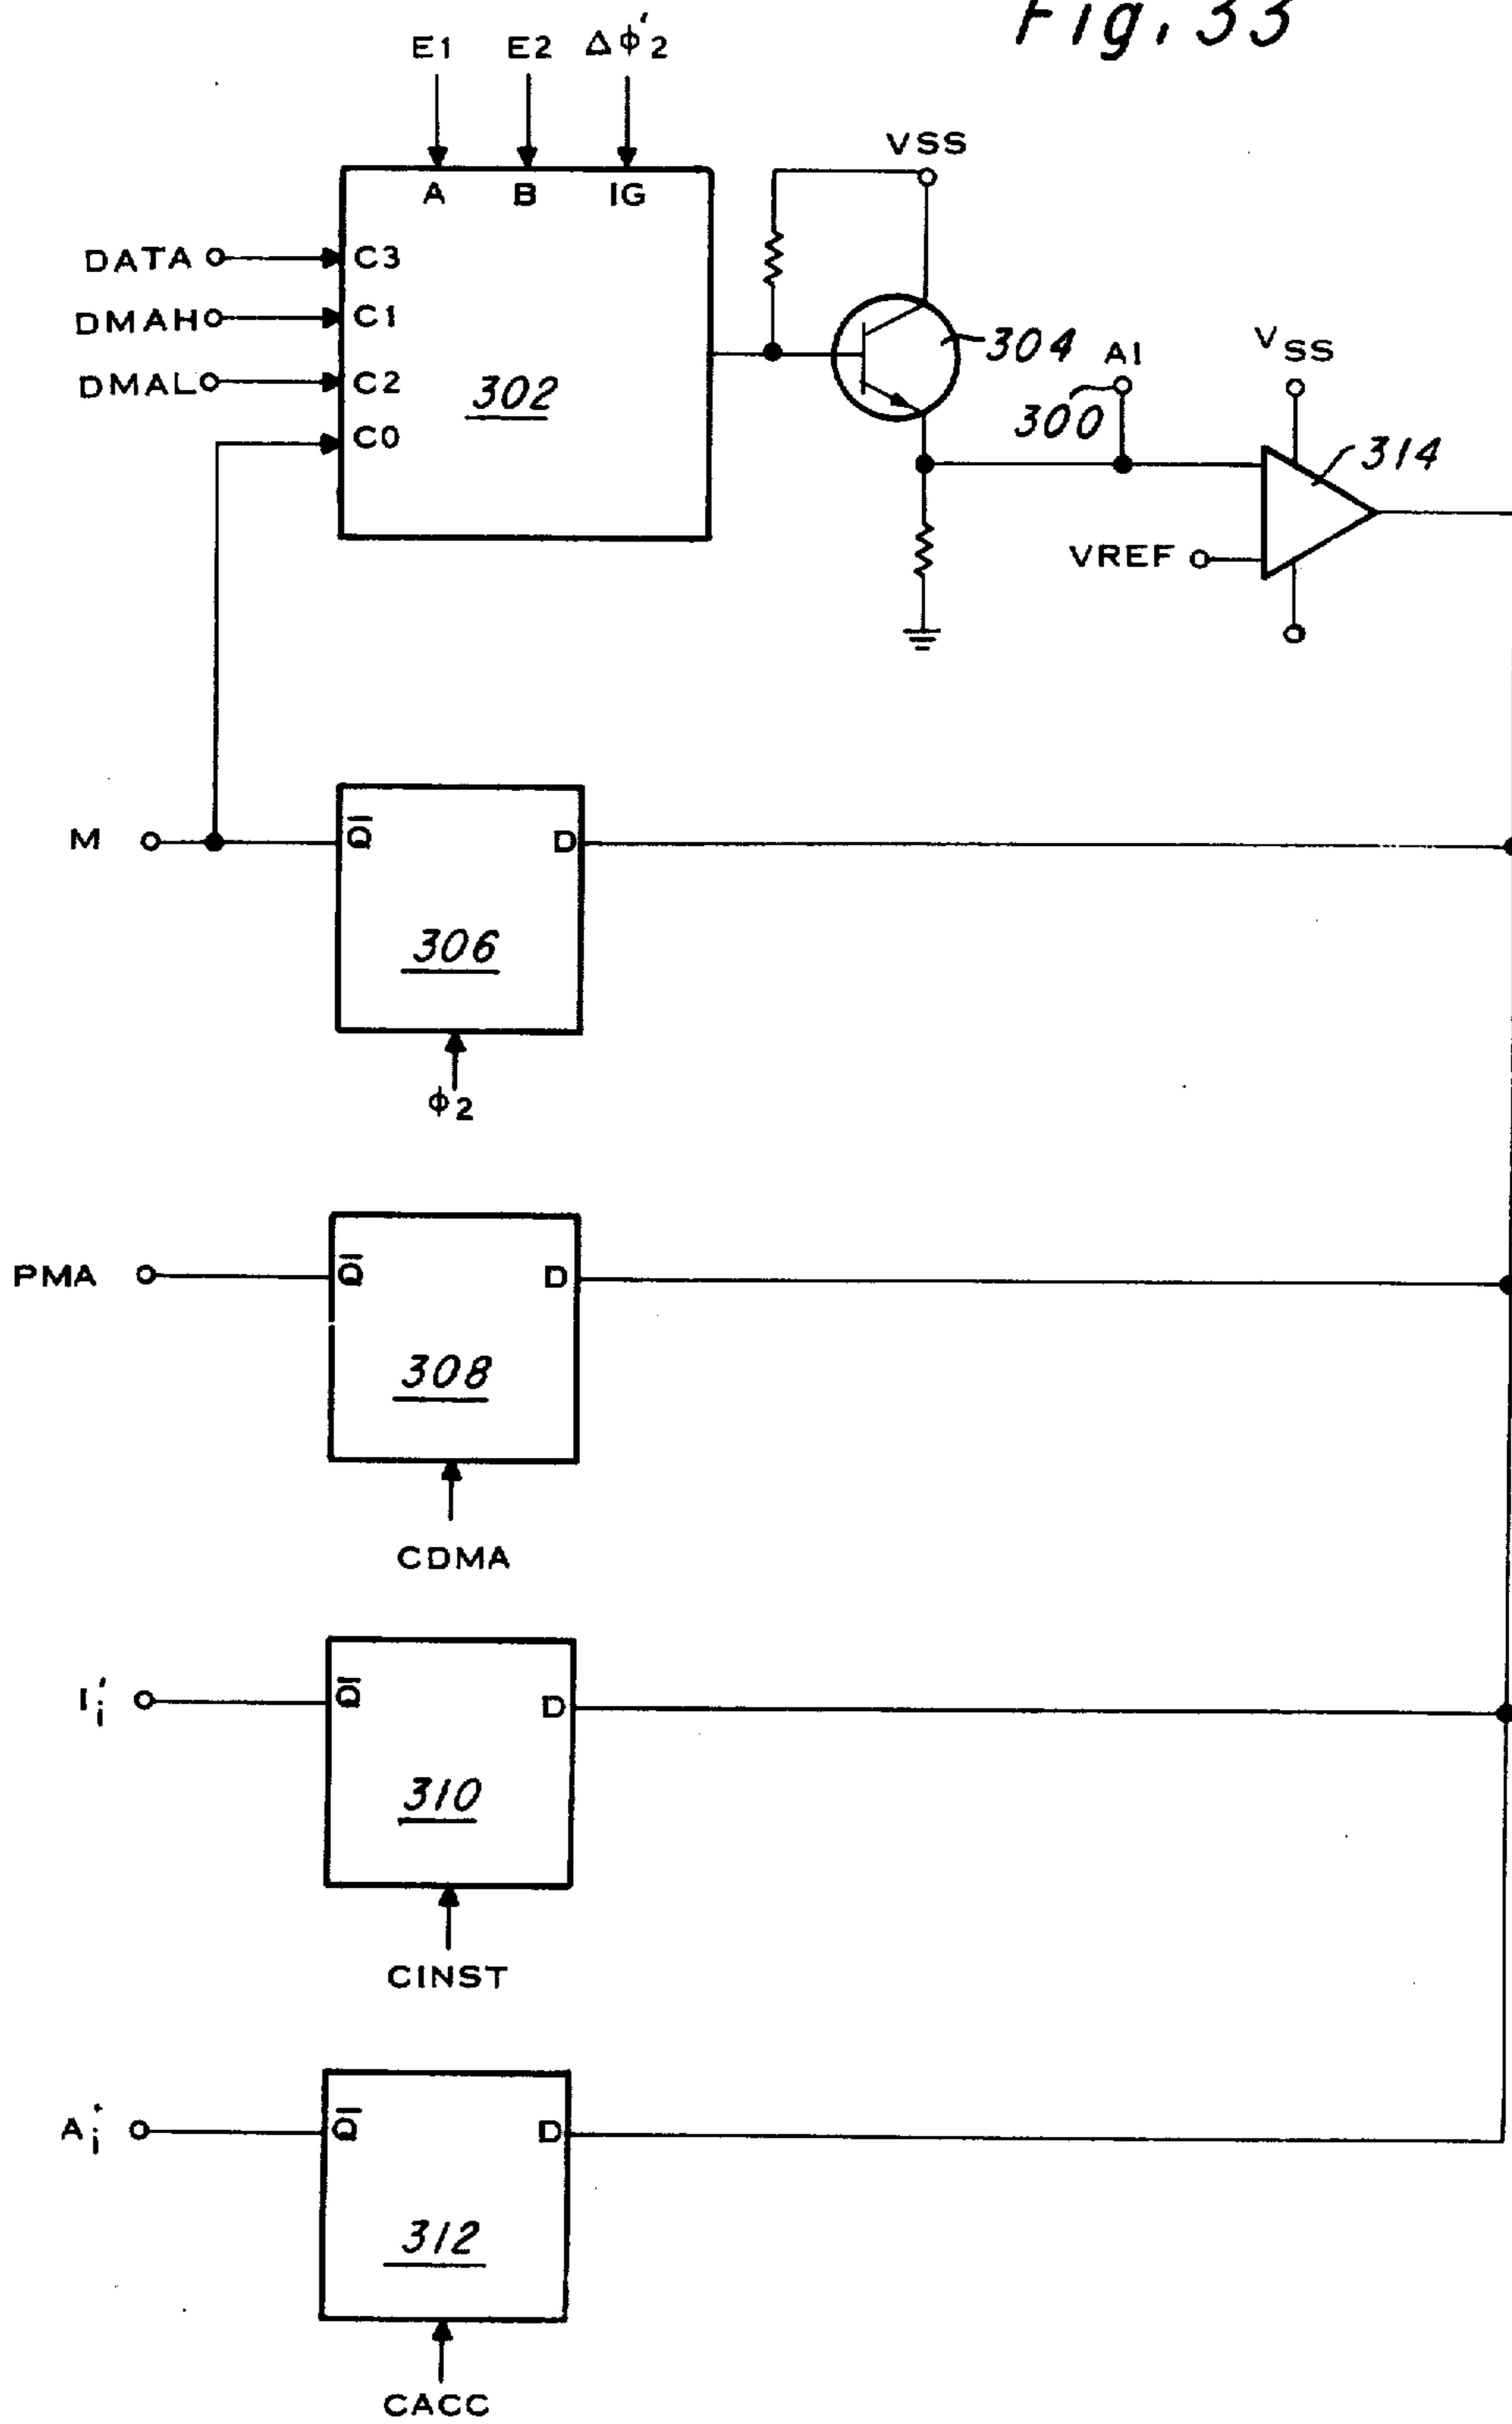 Fig. 33
E1 E2 Δϕ'2
VSS
A B IG
DATA C3
DMAH C1
DMAL C2
C0
302
304
A1
300
VSS
314
VREF
M Q̅ D
306
ϕ2
PMA Q̅ D
308
CDMA
I'i Q̅ D
310
CINST
A'i Q̅ D
312
CACC